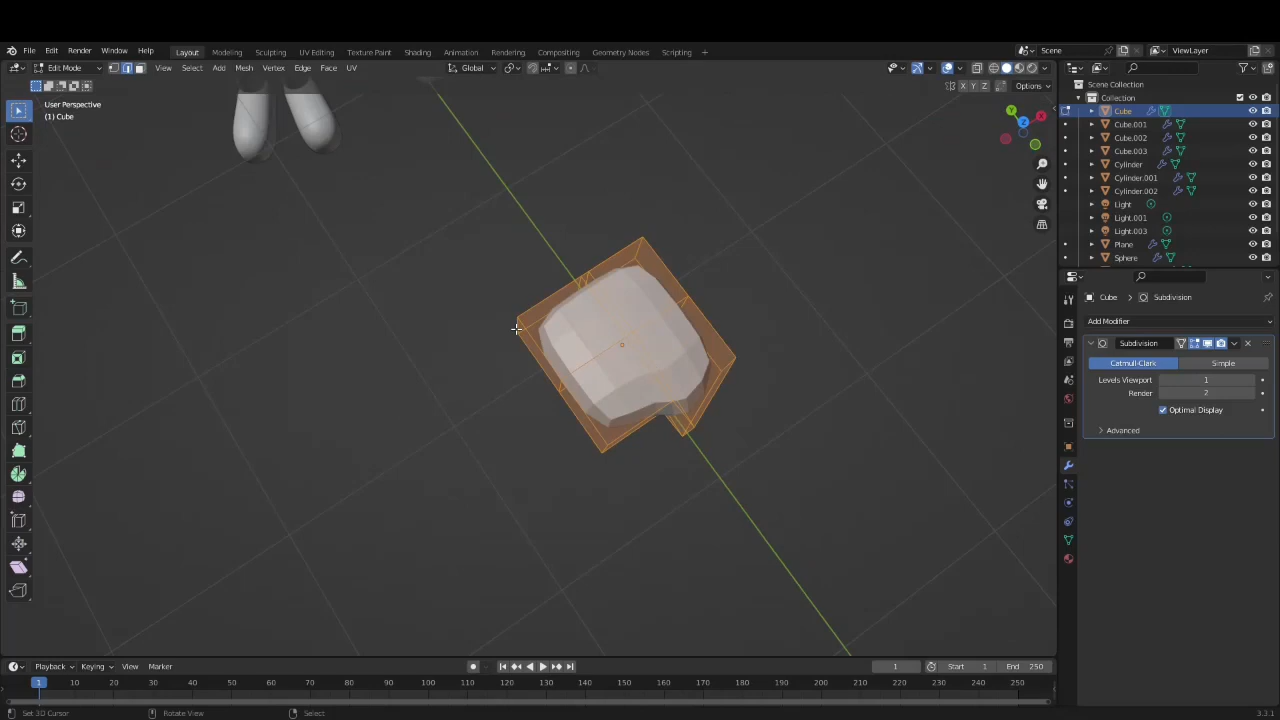 File Edit Render Window Help Layout Modeling Sculpting UV Editing Texture Paint Shading Animation Rendering Compositing Geometry Nodes Scripting + Scene ViewLayer
Edit Mode View Select Add Mesh Vertex Edge Face UV Global
X Y Z Options
User Perspective
(1) Cube
Scene Collection
Collection
Cube
Cube.001
Cube.002
Cube.003
Cylinder
Cylinder.001
Cylinder.002
Light
Light.001
Light.003
Plane
Sphere
Cube Subdivision
Add Modifier
Subdivision
Catmull-Clark Simple
Levels Viewport 1
Render 2
Optimal Display
Advanced
Y X Z
Playback Keying View Marker 1 Start 1 End 250
1 10 20 30 40 50 60 70 80 90 100 110 120 130 140 150 160 170 180 190 200 210 220 230 240 250
Set 3D Cursor Rotate View Select 3.3.1